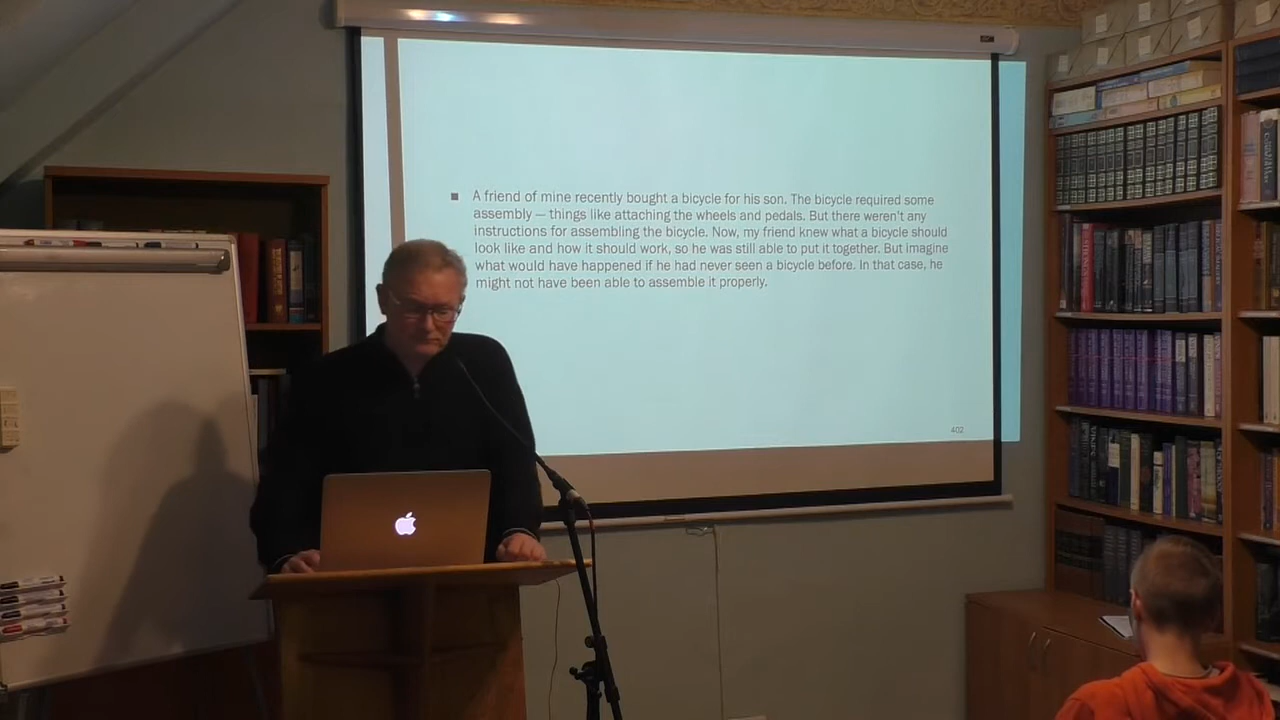 A friend of mine recently bought a bicycle for his son. The bicycle required some
assembly — things like attaching the wheels and pedals. But there weren't any
instructions for assembling the bicycle. Now, my friend knew what a bicycle should
look like and how it should work, so he was still able to put it together. But imagine
what would have happened if he had never seen a bicycle before. In that case, he
might not have been able to assemble it properly.
402